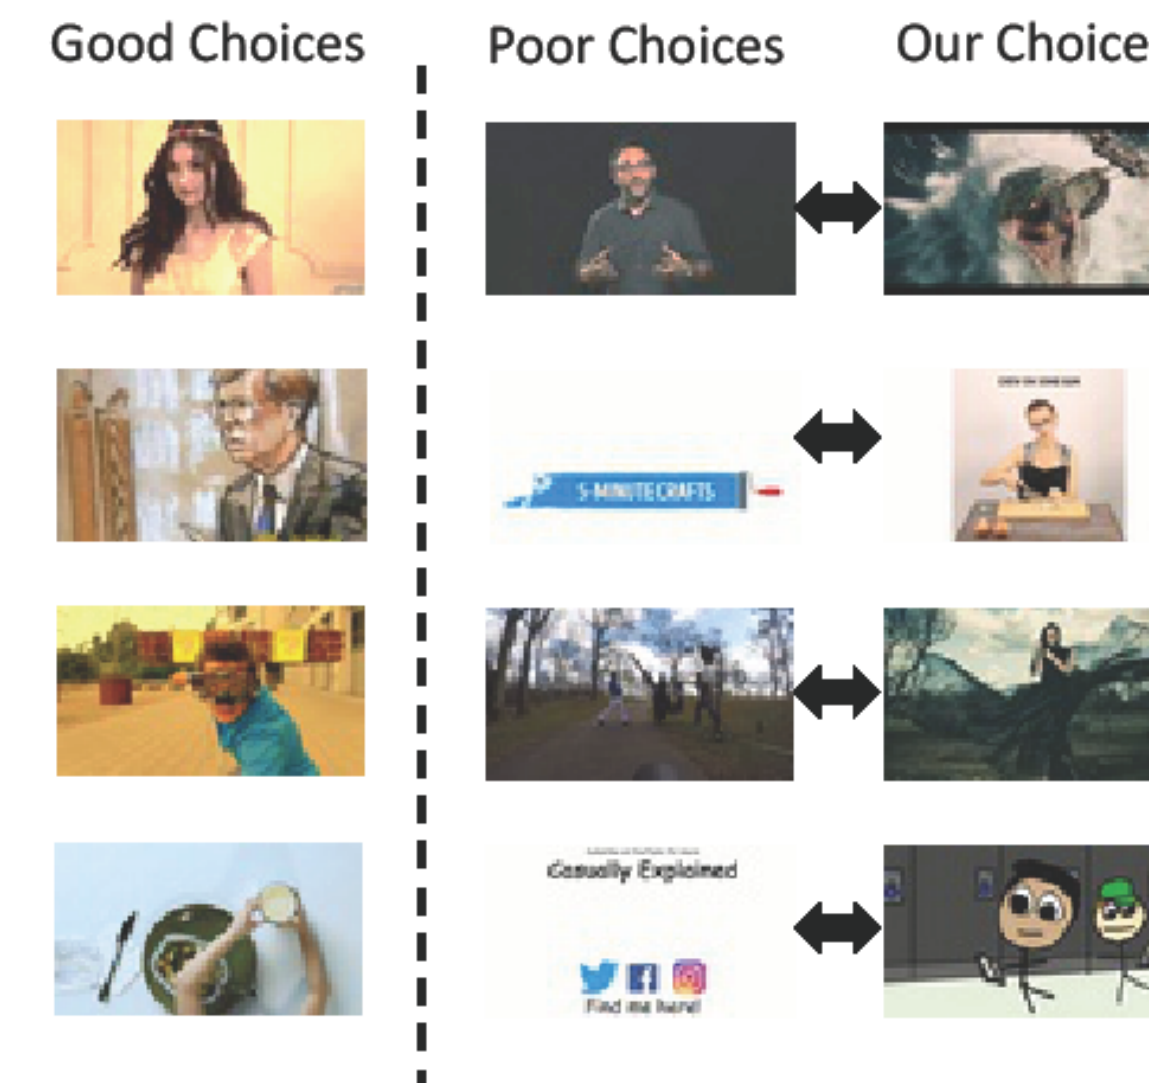 Good Choices
Poor Choices
Our Choice
5-MINUTE CRAFTS
Casually Explained
Find me here!